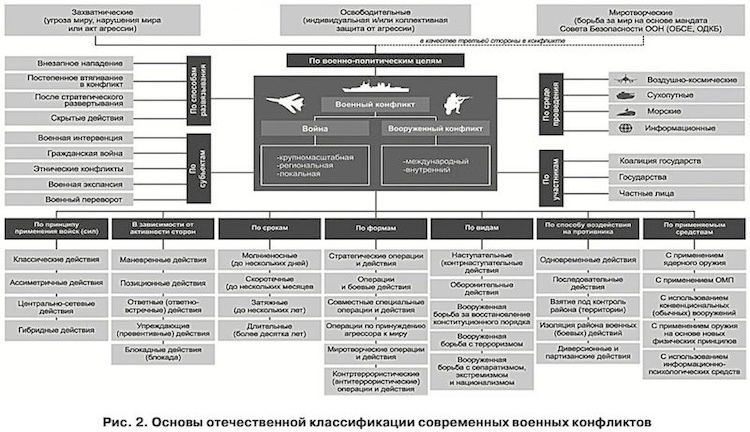 Захватнические
(угроза миру, нарушения мира
или акт агрессии)
Освободительные
(индивидуальная и/или коллективная
защита от агрессии)
Миротворческие
(борьба за мир на основе мандата
Совета Безопасности ООН (ОБСЕ, ОДКБ)
в качестве третьей стороны в конфликте
По военно-политическим целям
Внезапное нападение
Постепенное втягивание
в конфликт
После стратегического
развертывания
Скрытые действия
По способам
развязывания
Военная интервенция
Гражданская война
Этнические конфликты
Военная экспансия
Военный переворот
По
субъектам
Военный конфликт
Война
-крупномасштабная
-региональная
-локальная
Вооруженный конфликт
-международный
-внутренний
По среде
проведения
Воздушно-космические
Сухопутные
Морские
Информационные
По
участникам
Коалиция государств
Государства
Частные лица
По принципу
применения войск (сил)
Классические действия
Ассиметричные действия
Центрально-сетевые
действия
Гибридные действия
В зависимости от
активности сторон
Маневренные действия
Позиционные действия
Ответные (ответно-
встречные) действия
Упреждающие
(превентивные) действия
Блокадные действия
(блокада)
По срокам
Молниеносные
(до нескольких дней)
Скоротечные
(до нескольких месяцев
Затяжные
(до нескольких лет)
Длительные
(более десятка лет)
По формам
Стратегические операции
и действия
Операции
и боевые действия
Совместные специальные
операции и действия
Операции по принуждению
агрессора к миру
Миротворческие операции
и действия
Контртеррористические
(антитеррористические)
операции и действия
По видам
Наступательные
(контрнаступательные
действия
Оборонительные
действия
Вооруженная
борьба за восстановление
конституционного порядка
Вооруженная
борьба с терроризмом
Вооруженная
борьба с сепаратизмом,
экстремизмом
и национализмом
По способу воздействия
на противника
Одновременные действия
Последовательные
действия
Взятие под контроль
района (территории)
Изоляция района военных
(боевых) действий
Диверсионные и
партизанские действия
По применяемым
средствам
С применением
ядерного оружия
С применением ОМП
С использованием
конвенциональных
(обычных) вооружений
С применением оружия
на основе новых
физических принципов
С использованием
информационно-
психологических средств
Рис. 2. Основы отечественной классификации современных военных конфликтов